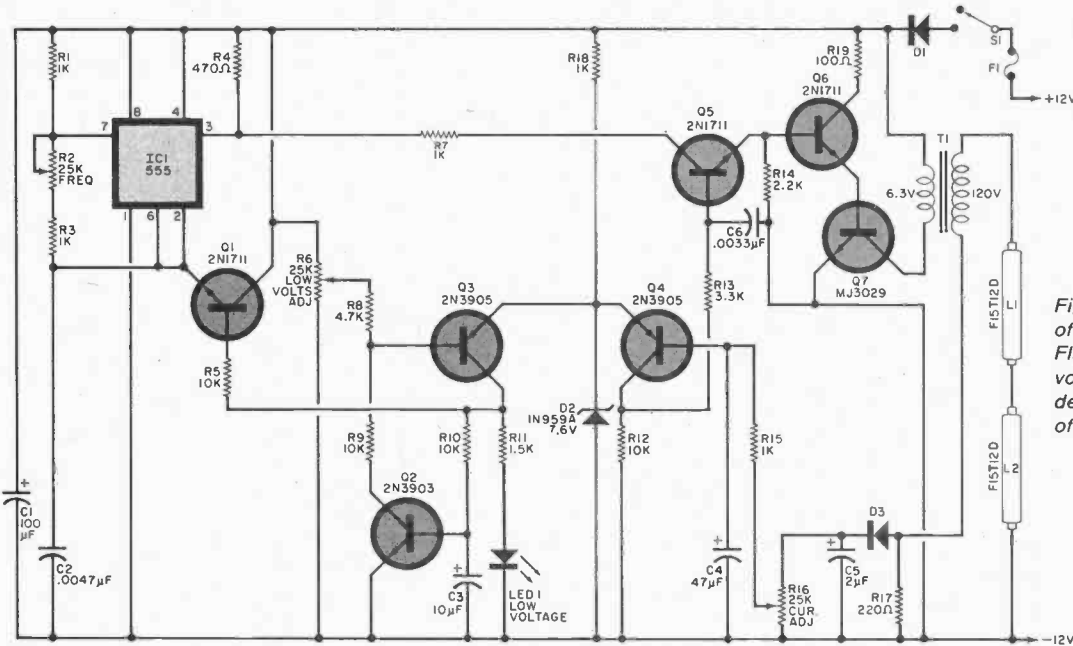 R1
1K
R4
470Ω
R18
1K
R19
100Ω
D1
S1
F1
+12V
8
4
7
3
IC1
555
R2
25K
FREQ
1
6
2
R3
1K
R7
1K
Q5
2N1711
Q6
2N1711
R14
2.2K
T1
6.3V
120V
Q1
2N1711
R6
25K
LOW
VOLTS
ADJ
R8
4.7K
Q3
2N3905
Q4
2N3905
C6
.0033µF
R13
3.3K
Q7
MJ3029
F15T12D
L1
R5
10K
D2
1N959A
7.6V
R9
10K
R10
10K
R11
1.5K
R12
10K
R15
1K
F15T12D
L2
Q2
2N3903
C1
100
µF
C2
.0047µF
C3
10µF
LED1
LOW
VOLTAGE
C4
47µF
R16
25K
CUR
ADJ
C5
2µF
D3
R17
220Ω
-12V
Fi
of
Fl
vo
de
of